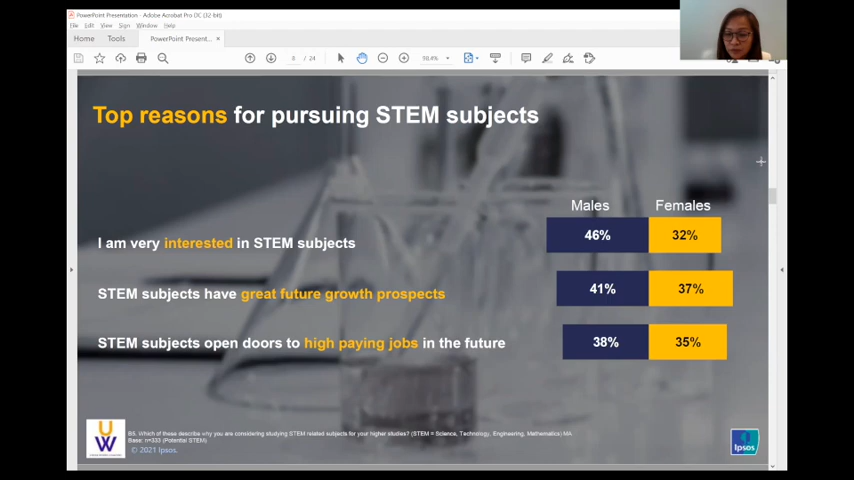 PowerPoint Presentation - Adobe Acrobat Pro DC (32-bit)
File Edit View Sign Window Help
Home Tools PowerPoint Present... ×
8 / 24 98.4%
Top reasons for pursuing STEM subjects
Males Females
I am very interested in STEM subjects 46% 32%
STEM subjects have great future growth prospects 41% 37%
STEM subjects open doors to high paying jobs in the future 38% 35%
B5. Which of these describe why you are considering studying STEM related subjects for your higher studies? (STEM = Science, Technology, Engineering, Mathematics) MA
Base: n=333 (Potential STEM)
© 2021 Ipsos.
UW
Ipsos